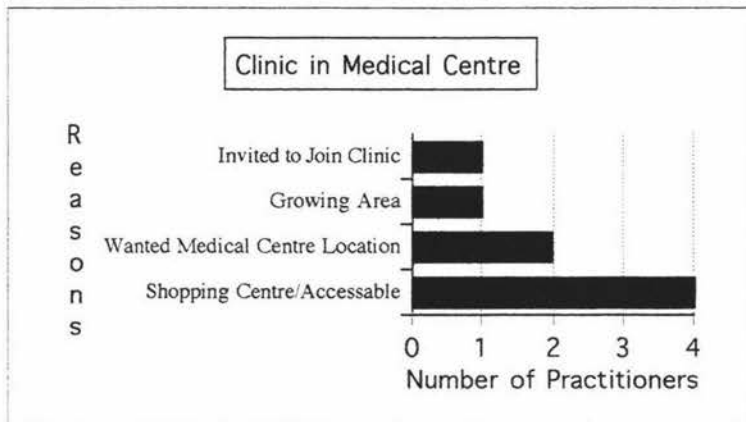 Clinic in Medical Centre
Reasons
Invited to Join Clinic
Growing Area
Wanted Medical Centre Location
Shopping Centre/Accessable
0 1 2 3 4
Number of Practitioners